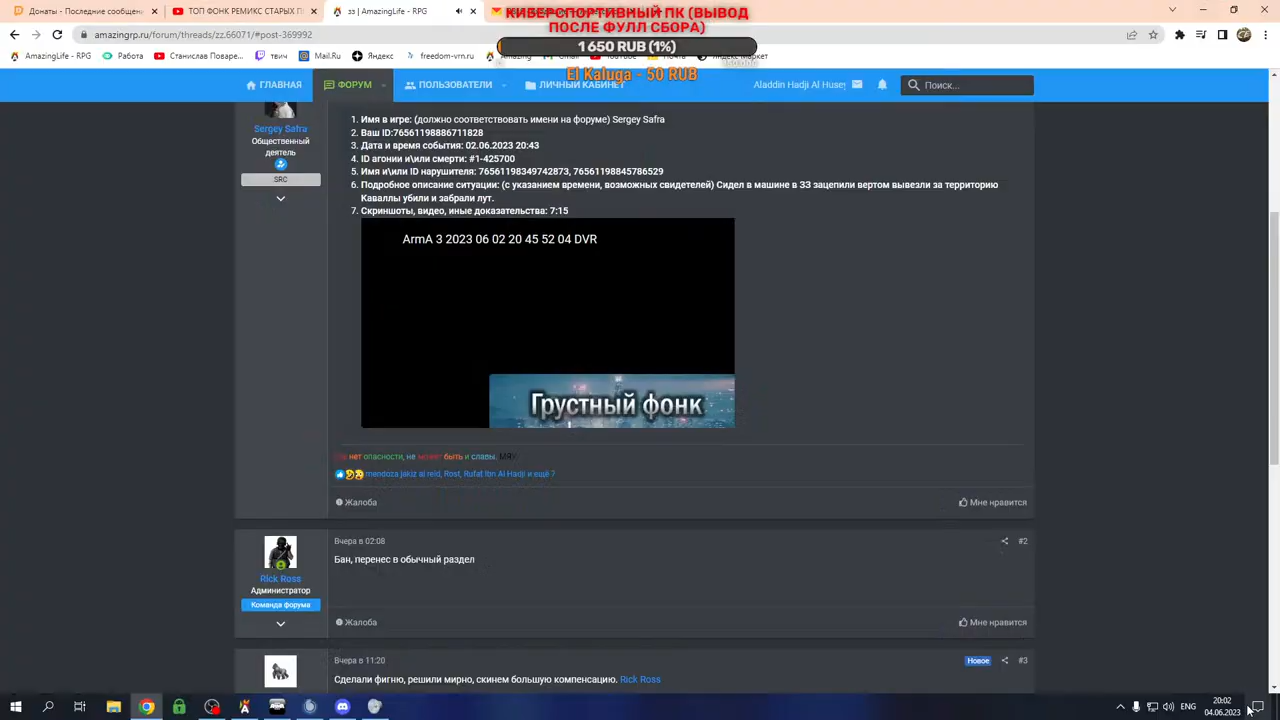 Донаты - Последние сообщени
ТОП ФОНК РЕМИКС СТАРЫХ П
зз | AmazingLife - RPG
КИБЕРСПОРТИВНЫЙ ПК (ВЫВОД
ПОСЛЕ ФУЛЛ СБОРА)
amazingrp.ru/forum/threads/zz.66071/#post-369992
1 650 RUB (1%)
AmazingLife - RPG
Работа
Станислав Поварес...
твич
Mail.Ru
Яндекс
freedom-vrn.ru
El Kaluga - 50 RUB
ГЛАВНАЯ
ФОРУМ
ПОЛЬЗОВАТЕЛИ
ЛИЧНЫЙ КАБИНЕТ
Aladdin Hadji Al Husey
Поиск...
Sergey Safra
Общественный
деятель
SRC
1. Имя в игре: (должно соответствовать имени на форуме) Sergey Safra
2. Ваш ID:76561198886711828
3. Дата и время события: 02.06.2023 20:43
4. ID агонии и\или смерти: #1-425700
5. Имя и\или ID нарушителя: 76561198349742873, 76561198845786529
6. Подробное описание ситуации: (с указанием времени, возможных свидетелей) Сидел в машине в ЗЗ зацепили вертом вывезли за территорию
Каваллы убили и забрали лут.
7. Скриншоты, видео, иные доказательства: 7:15
ArmA 3 2023 06 02 20 45 52 04 DVR
Грустный фонк
нет опасности, не может быть и славы. МЯУ
mendoza jakiz al reid, Rost, Rufat Ibn Al Hadji и ещё 7
Жалоба
Мне нравится
Rick Ross
Администратор
Команда форума
Вчера в 02:08
#2
Бан, перенес в обычный раздел
Жалоба
Мне нравится
Вчера в 11:20
Новое
#3
Сделали фигню, решили мирно, скинем большую компенсацию. Rick Ross
ENG
20:02
04.06.2023